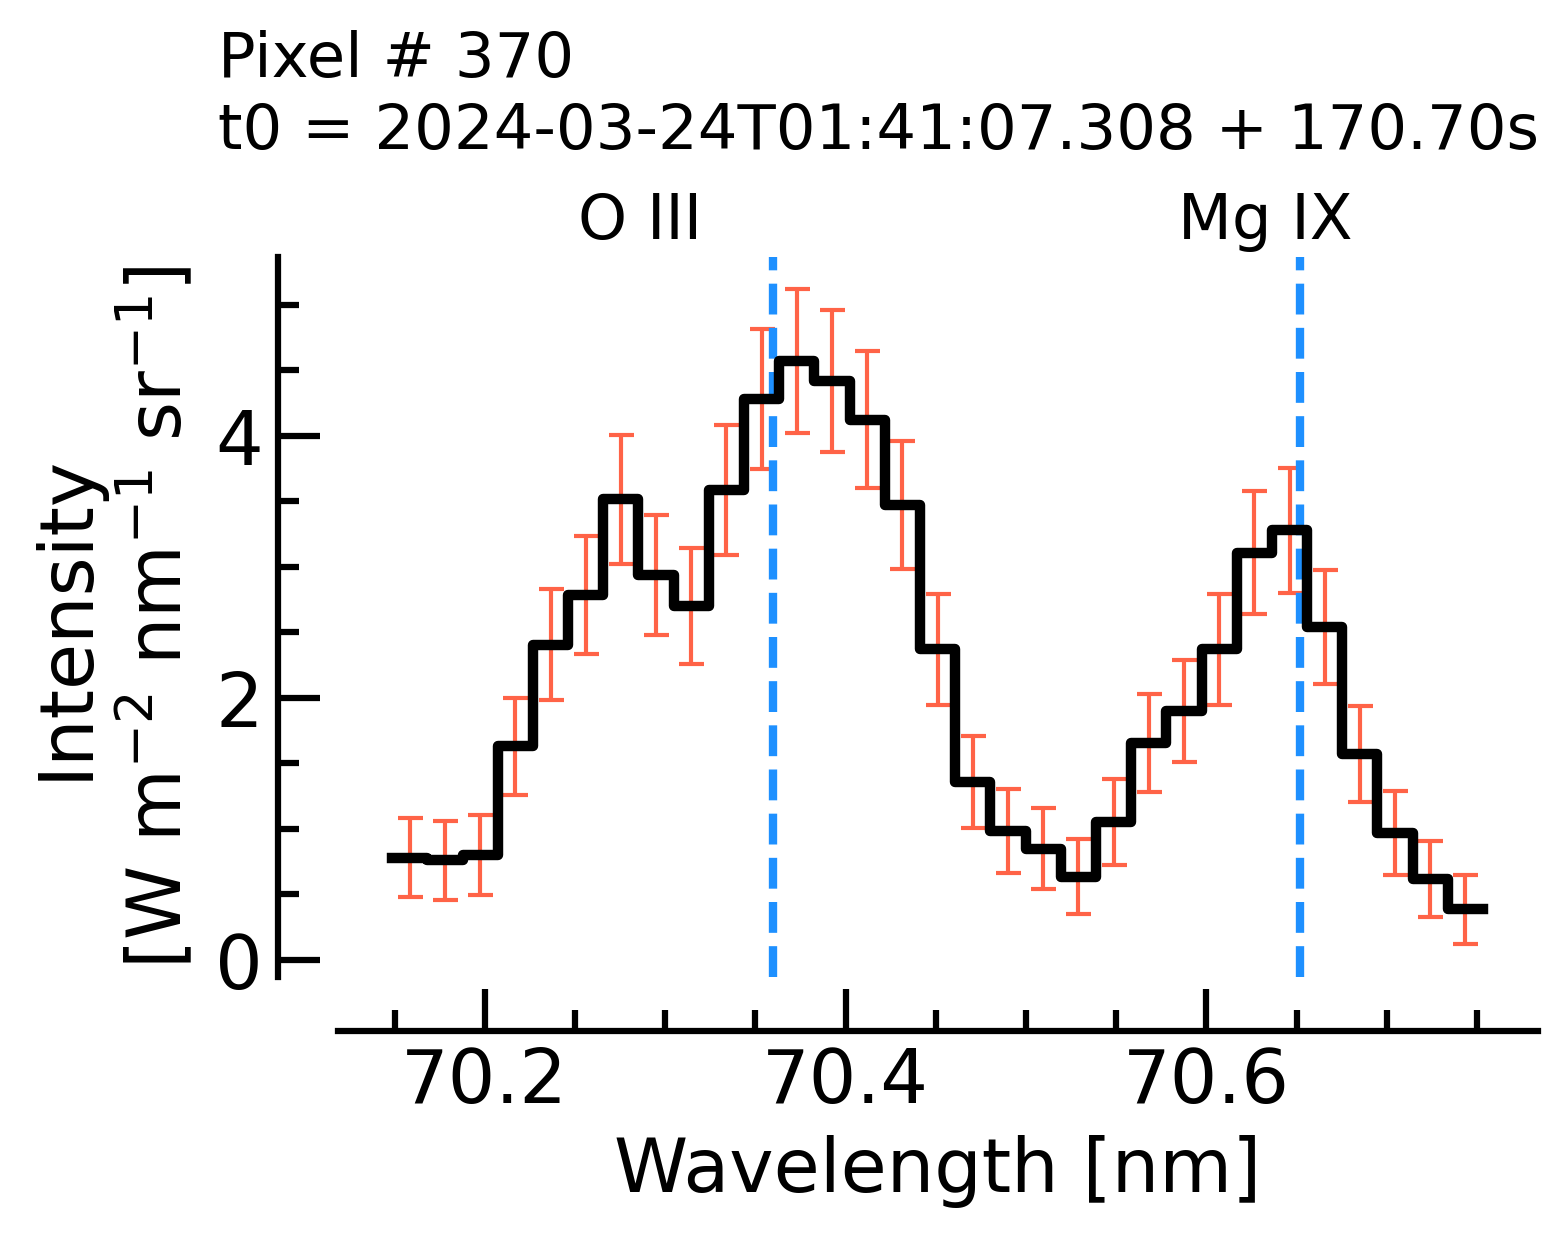 Pixel # 370
t0 = 2024-03-24T01:41:07.308 + 170.70s
O III
Mg IX
Intensity
[W m⁻² nm⁻¹ sr⁻¹]
4
2
0
70.2
70.4
70.6
Wavelength [nm]